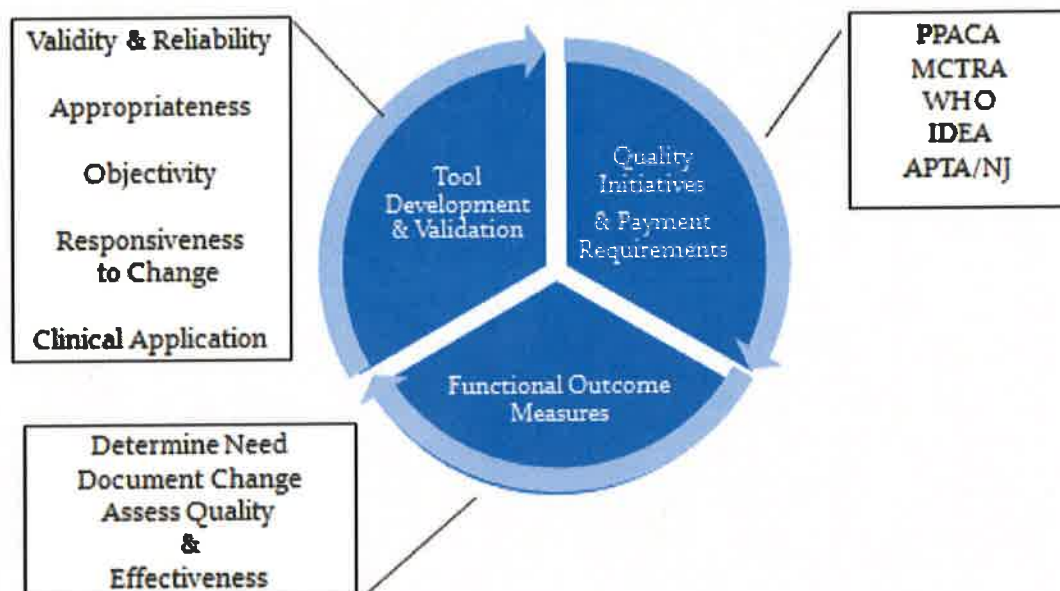 Validity & Reliability
Appropriateness
Objectivity
Responsiveness
to Change
Clinical Application
Tool
Development
& Validation
Quality
Initiatives
& Payment
Requirements
PPACA
MCTRA
WHO
IDEA
APTA/NJ
Functional Outcome
Measures
Determine Need
Document Change
Assess Quality
&
Effectiveness